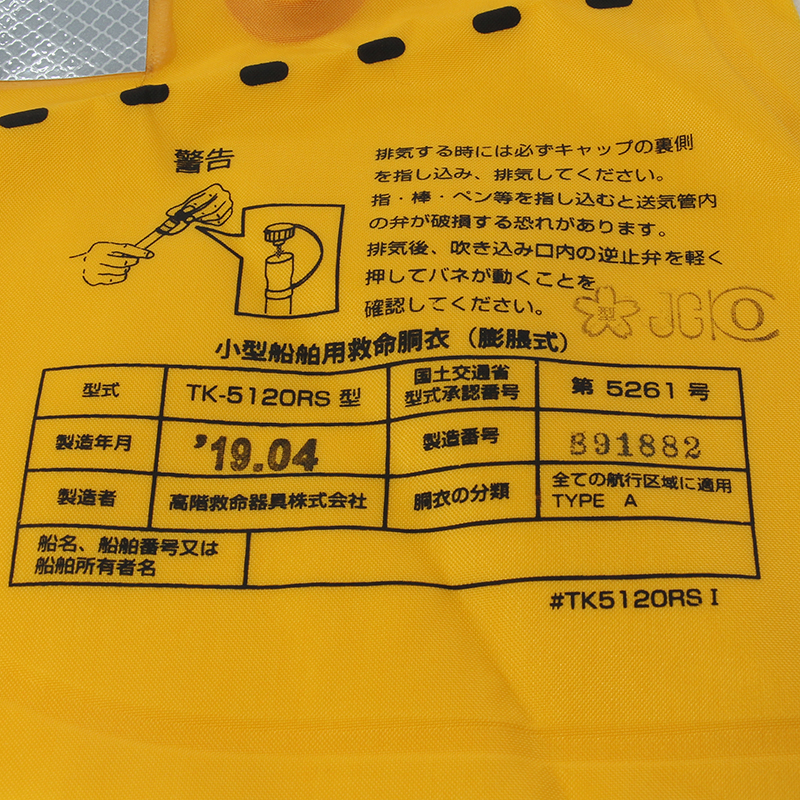 警告
排気する時には必ずキャップの裏側
を指し込み、排気してください。
指・棒・ペン等を指し込むと送気管内
の弁が破損する恐れがあります。
排気後、吹き込み口内の逆止弁を軽く
押してバネが動くことを
確認してください。
型 JCI
小型船舶用救命胴衣（膨脹式）
型式 TK-5120RS 型 国土交通省 型式承認番号 第 5261 号
製造年月 '19.04 製造番号 391882
製造者 高階救命器具株式会社 胴衣の分類 全ての航行区域に適用 TYPE A
船名、船舶番号又は
船舶所有者名
#TK5120RS I